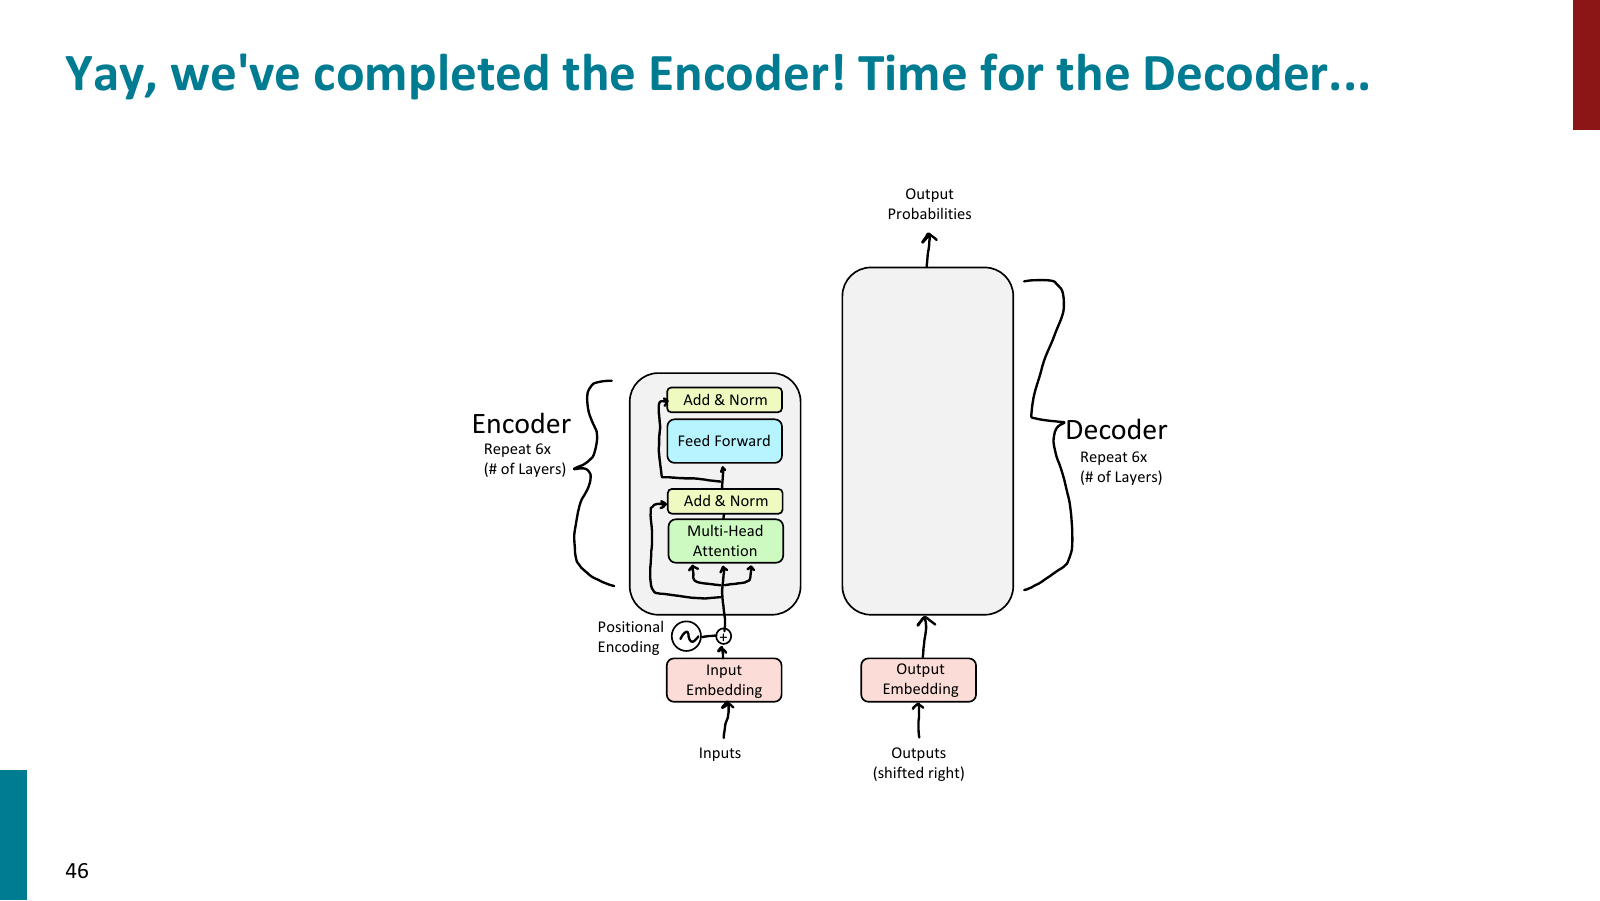 Yay, we've completed the Encoder! Time for the Decoder...
Output
Probabilities
Encoder
Repeat 6x
(# of Layers)
Add & Norm
Feed Forward
Add & Norm
Multi-Head
Attention
Positional
Encoding
+
Input
Embedding
Inputs
Decoder
Repeat 6x
(# of Layers)
Output
Embedding
Outputs
(shifted right)
46